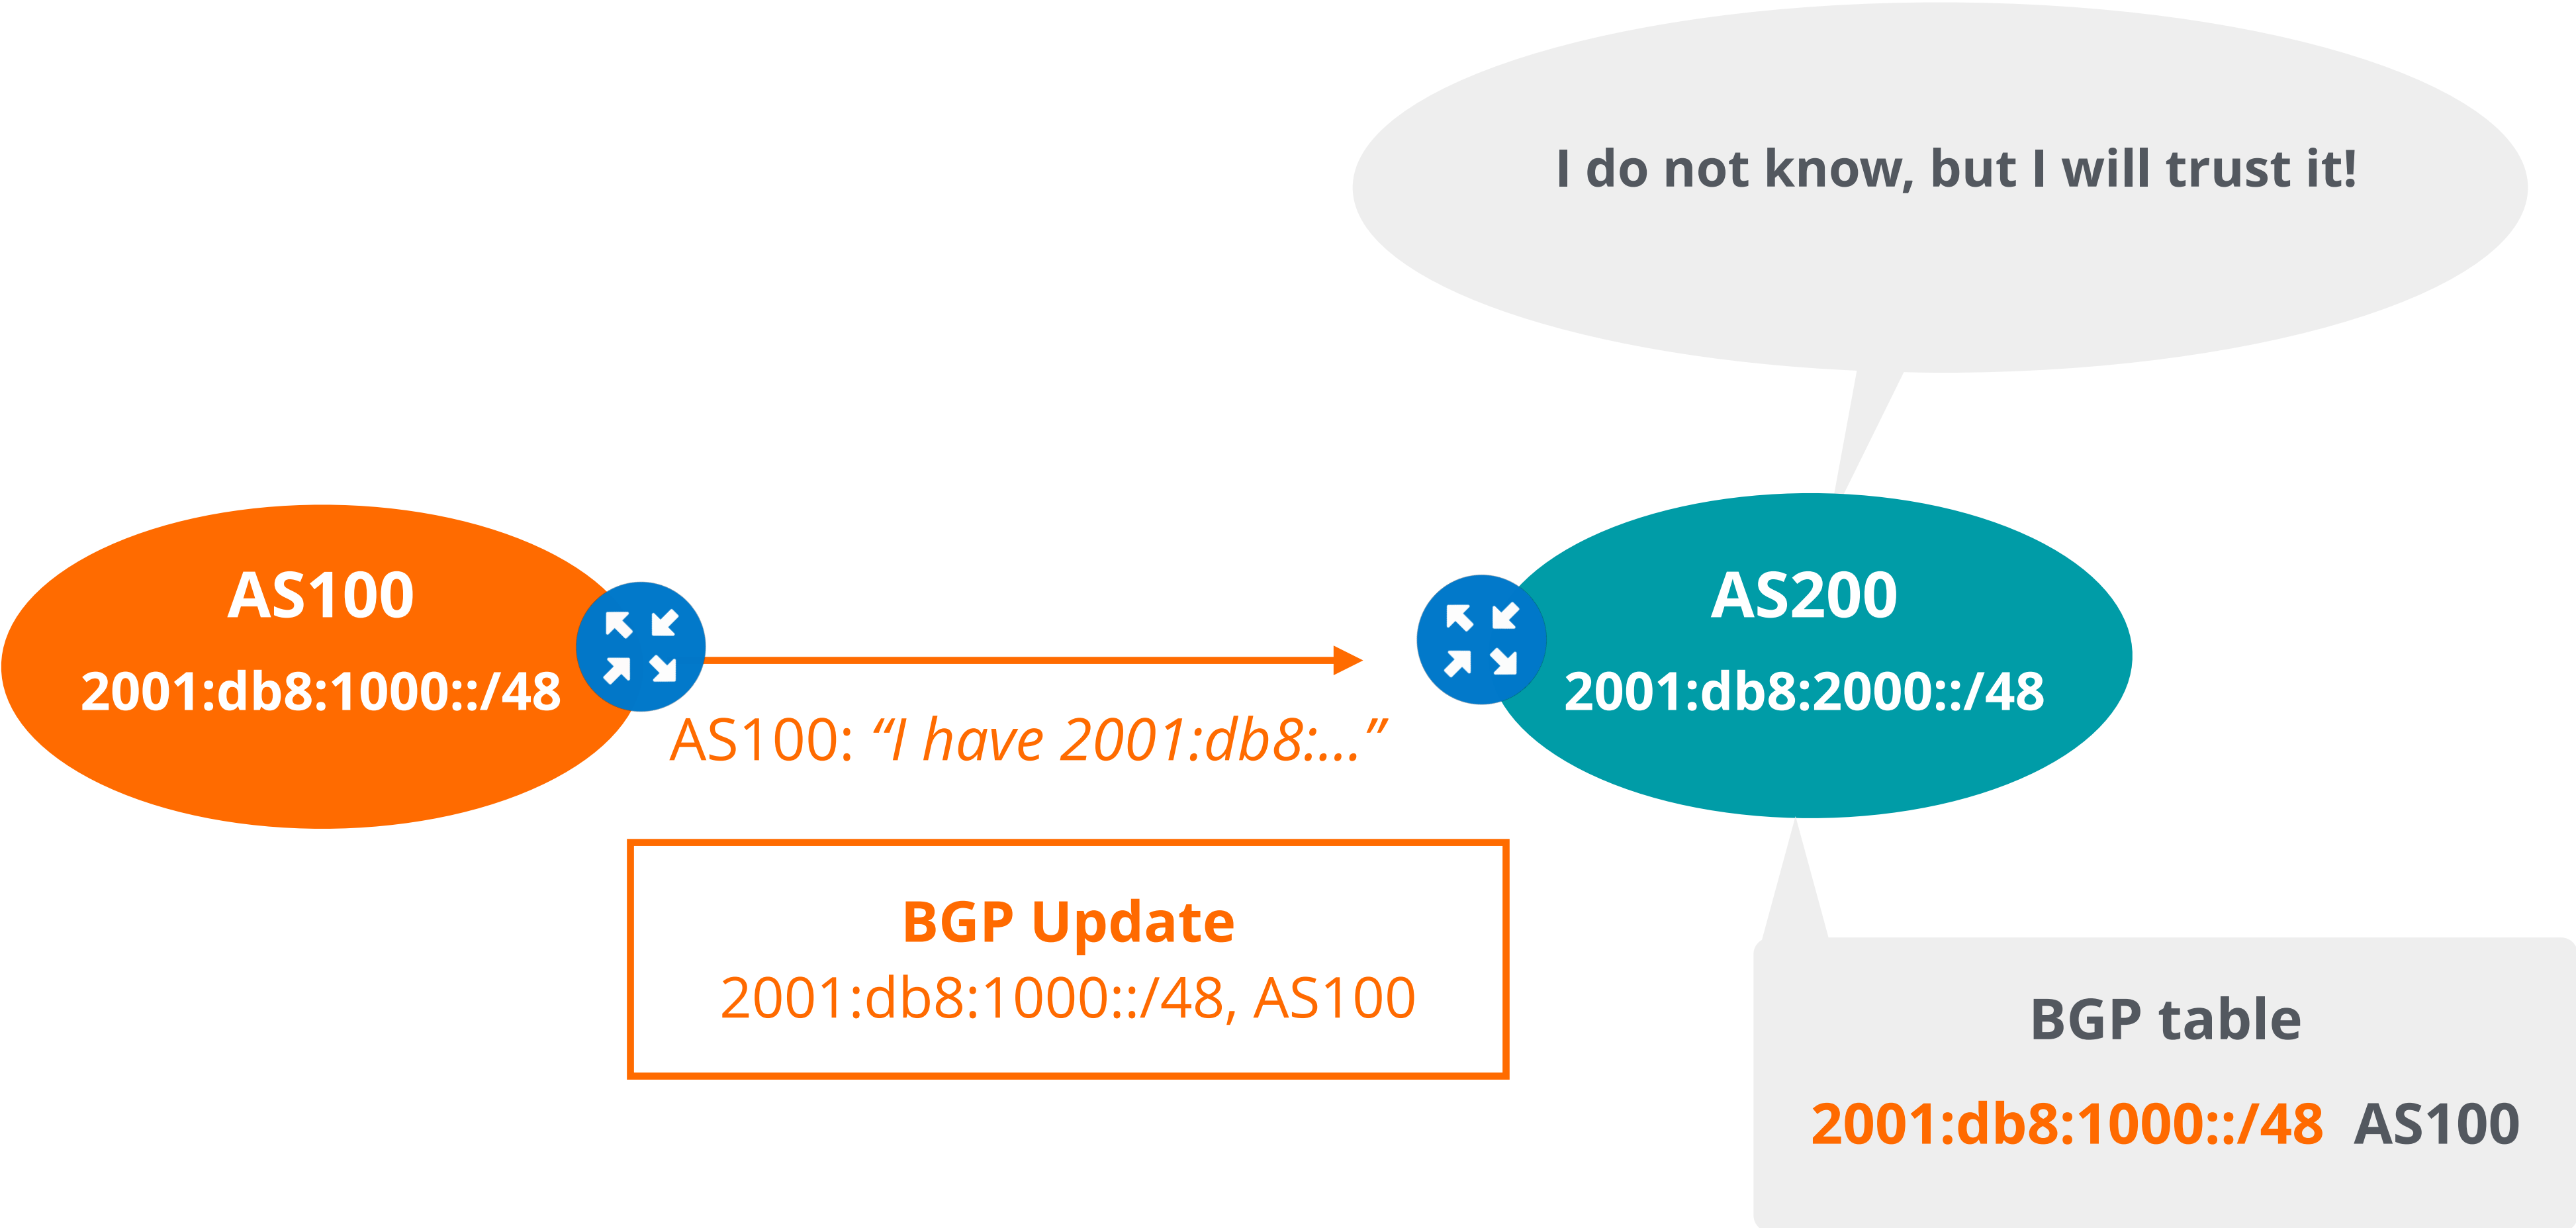 I do not know, but I will trust it!
AS100
2001:db8:1000::/48
AS200
2001:db8:2000::/48
AS100: “I have 2001:db8:...”
BGP Update
2001:db8:1000::/48, AS100
BGP table
2001:db8:1000::/48 AS100